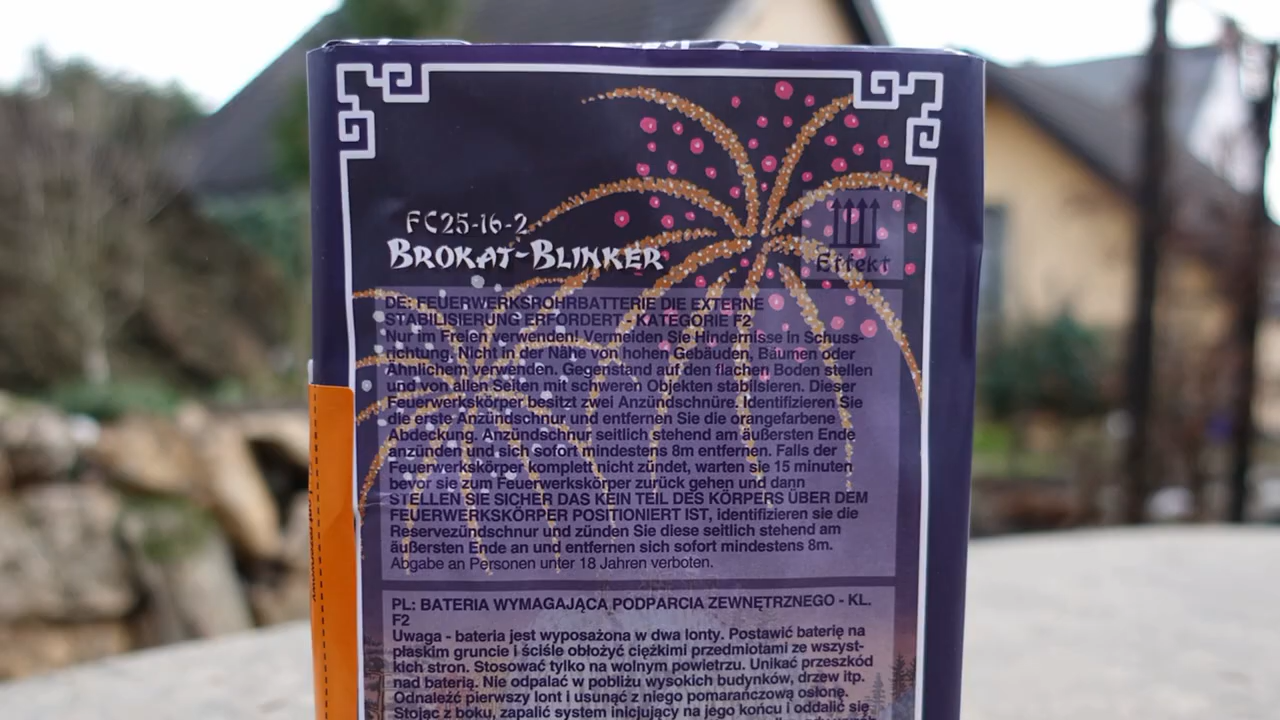 FC25-16-2
BROKAT-BLINKER
Effekt
DE: FEUERWERKSROHRBATTERIE DIE EXTERNE
STABILISIERUNG ERFORDERT - KATEGORIE F2
Nur im Freien verwenden! Vermeiden Sie Hindernisse in Schuss-
richtung. Nicht in der Nähe von hohen Gebäuden, Bäumen oder
Ähnlichem verwenden. Gegenstand auf den flachen Boden stellen
und von allen Seiten mit schweren Objekten stabilsieren. Dieser
Feuerwerkskörper besitzt zwei Anzündschnüre. Identifizieren Sie
die erste Anzündschnur und entfernen Sie die orangefarbene
Abdeckung. Anzündschnur seitlich stehend am äußersten Ende
anzünden und sich sofort mindestens 8m entfernen. Falls der
Feuerwerkskörper komplett nicht zündet, warten sie 15 minuten
bevor sie zum Feuerwerkskörper zurück gehen und dann
STELLEN SIE SICHER DAS KEIN TEIL DES KÖRPERS ÜBER DEM
FEUERWERKSKÖRPER POSITIONIERT IST, identifizieren sie die
Reservezündschnur und zünden Sie diese seitlich stehend am
äußersten Ende an und entfernen sich sofort mindestens 8m.
Abgabe an Personen unter 18 Jahren verboten.
PL: BATERIA WYMAGAJĄCA PODPARCIA ZEWNĘTRZNEGO - KL.
F2
Uwaga - bateria jest wyposażona w dwa lonty. Postawić baterię na
płaskim gruncie i ściśle obłożyć ciężkimi przedmiotami ze wszyst-
kich stron. Stosować tylko na wolnym powietrzu. Unikać przeszkód
nad baterią. Nie odpalać w pobliżu wysokich budynków, drzew itp.
Odnaleźć pierwszy lont i usunąć z niego pomarańczową osłonę.
Stojąc z boku, zapalić system inicjujący na jego końcu i oddalić się